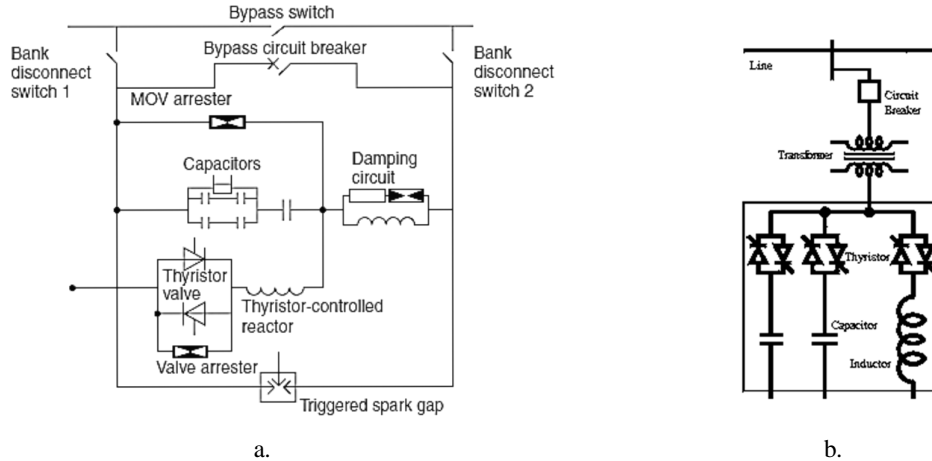 Bypass switch
Bank
disconnect
switch 1
Bypass circuit breaker
Bank
disconnect
switch 2
MOV arrester
Capacitors
Damping
circuit
Thyristor
valve
Thyristor-controlled
reactor
Valve arrester
Triggered spark gap
a.
Line
Circuit
Breaker
Transformer
Thyristor
Capacitor
Inductor
b.